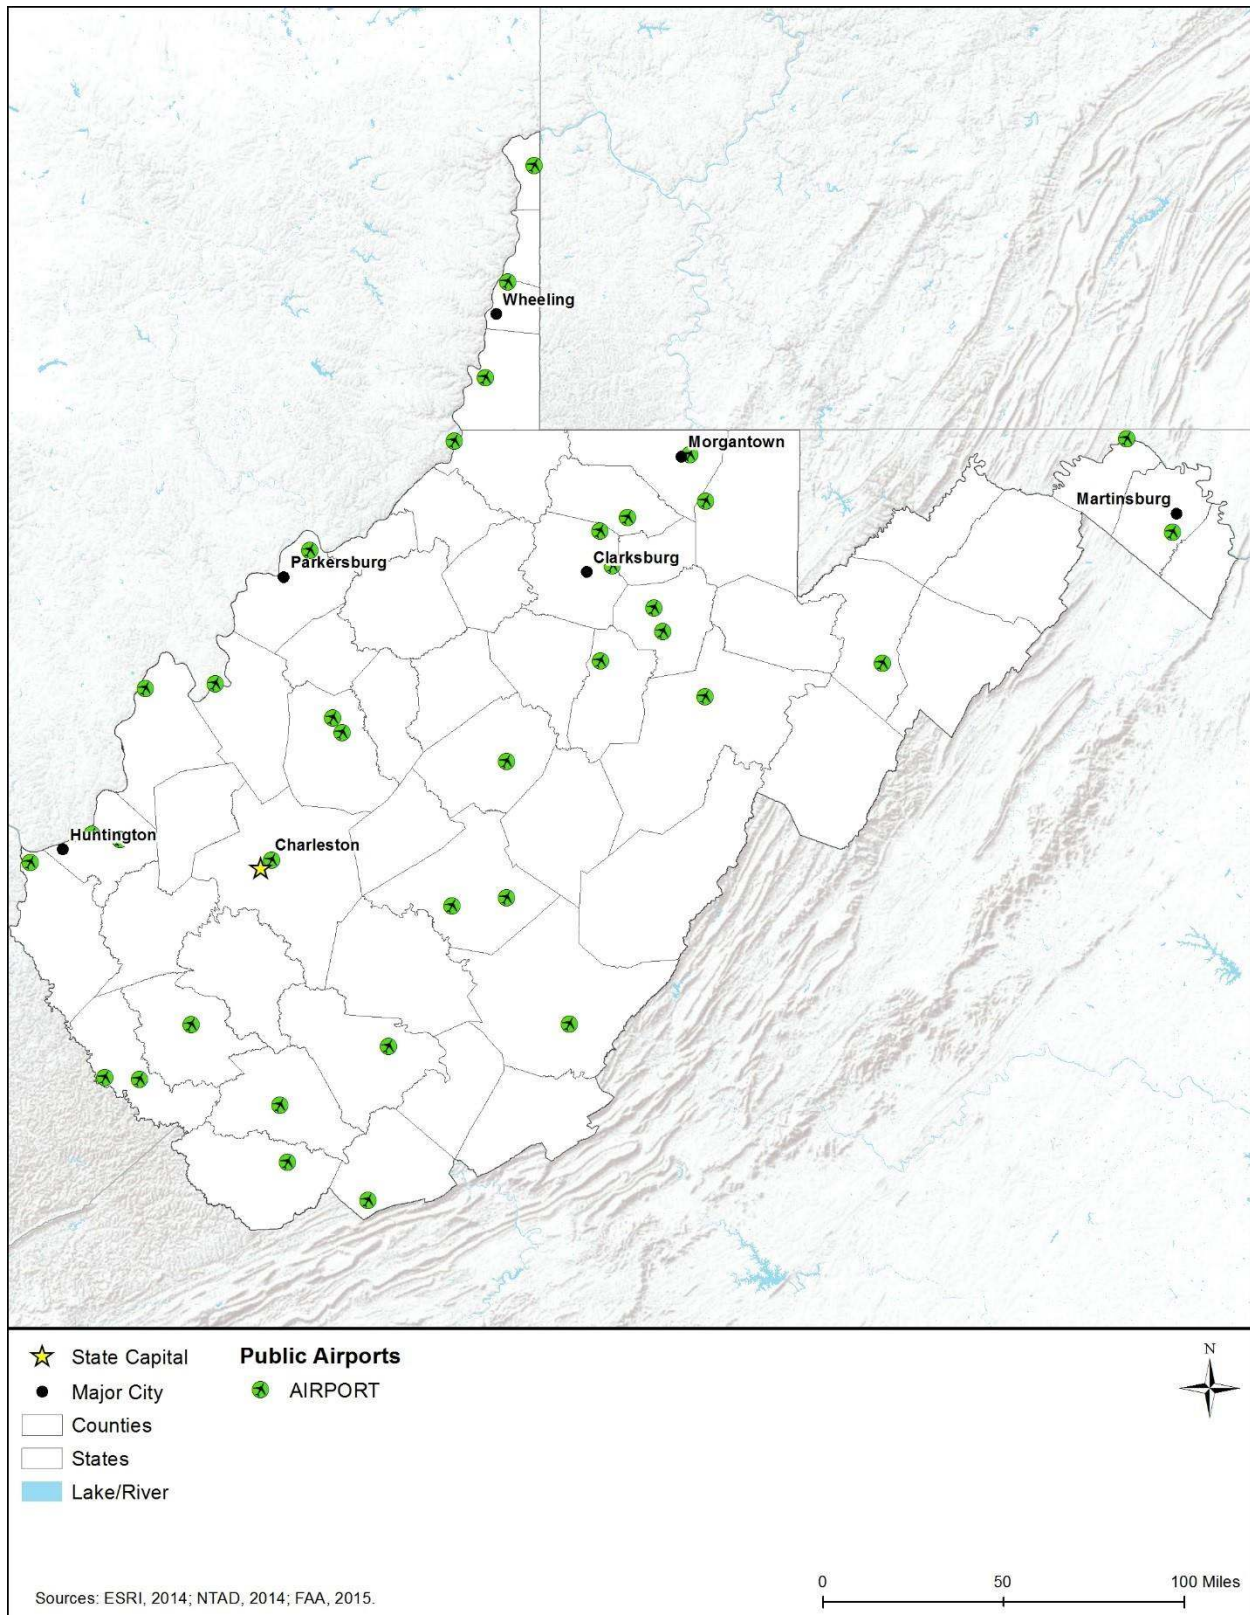 Wheeling
Morgantown
Martinsburg
Clarksburg
Parkersburg
Huntington
Charleston
State Capital
Major City
Counties
States
Lake/River
Public Airports
AIRPORT
N
Sources: ESRI, 2014; NTAD, 2014; FAA, 2015.
0 50 100 Miles